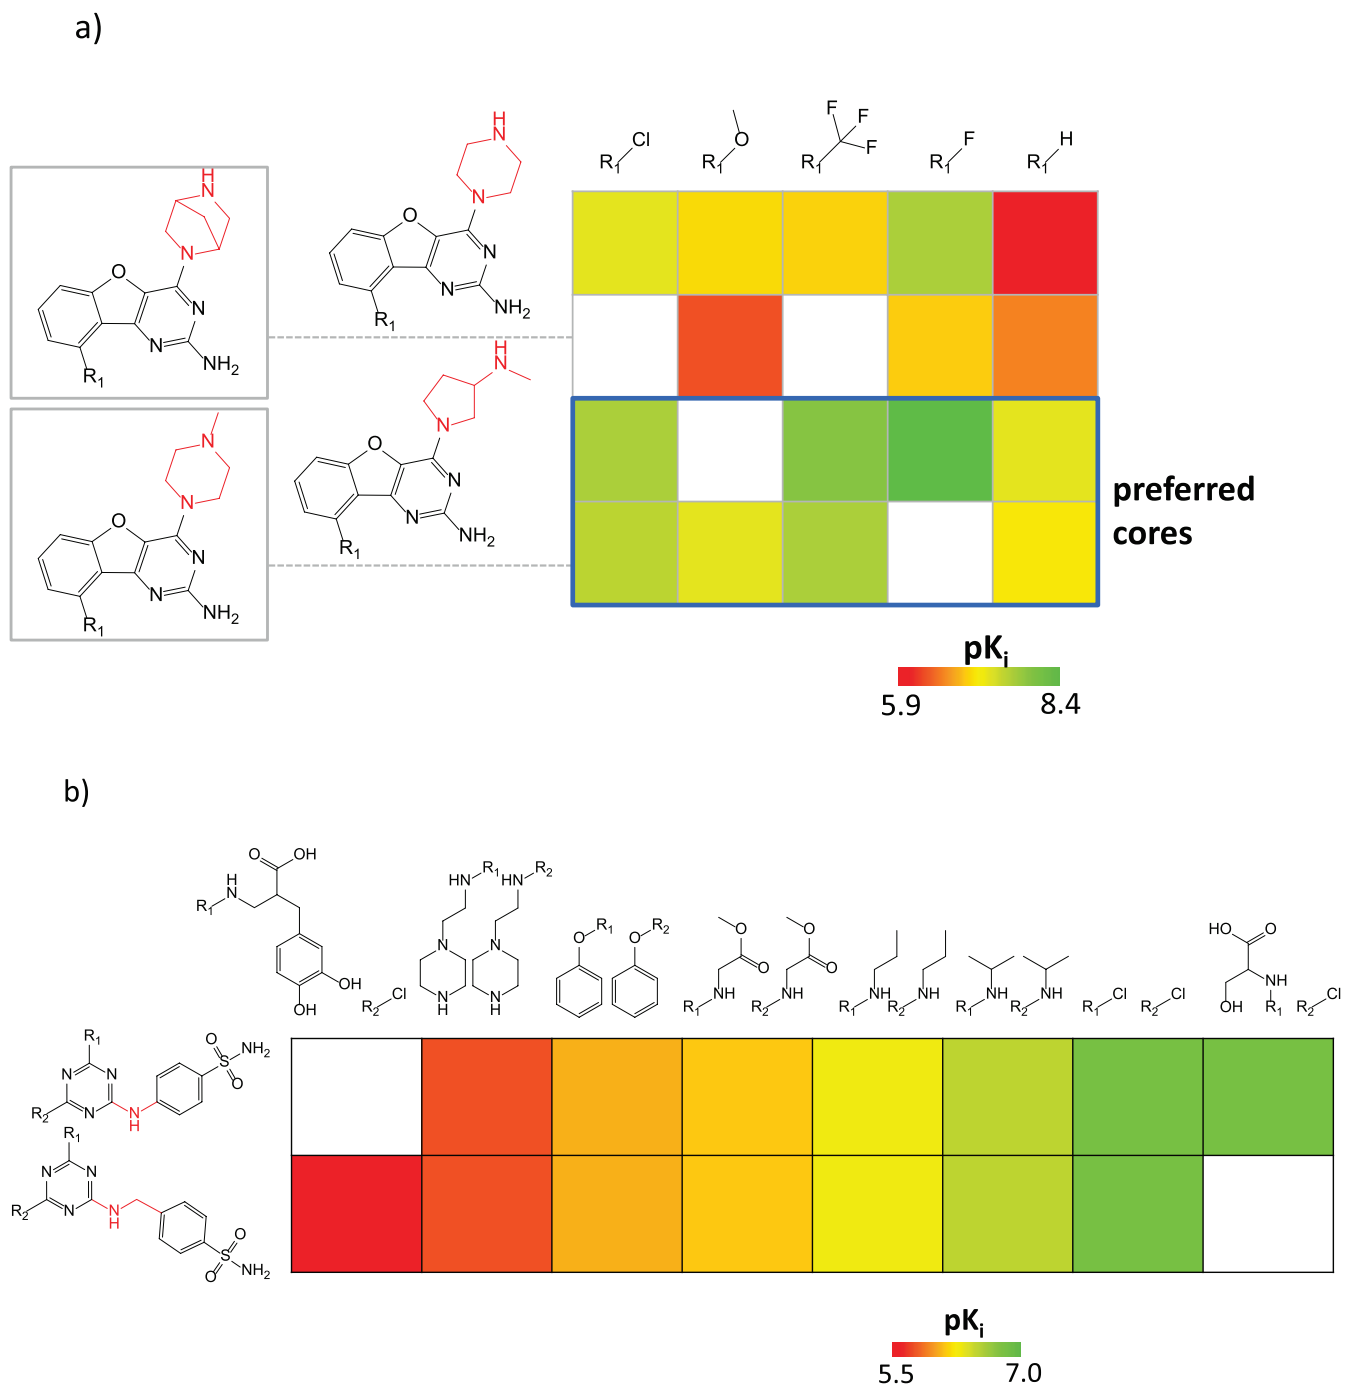 a)
R1 Cl
R1 O
R1 F F F
R1 F
R1 H
H
N
N
O
N
N
NH2
R1
H
N
N
O
N
N
NH2
R1
H
N
N
O
N
N
NH2
R1
N
N
O
N
N
NH2
R1
preferred
cores
pKi
5.9
8.4
b)
O OH
H
N
R1
OH
OH
R2 Cl
HN R1
N
N
H
HN R2
N
N
H
O R1
O R2
O
O
NH
R1
O
O
NH
R2
R1 NH
R2 NH
R1 NH
R2 NH
R1 Cl
R2 Cl
HO O
OH
NH
R1
R2 Cl
R1
N N
R2 N
N
H
O
S NH2
O
R1
N N
R2 N
N
H
O
S
O NH2
pKi
5.5
7.0